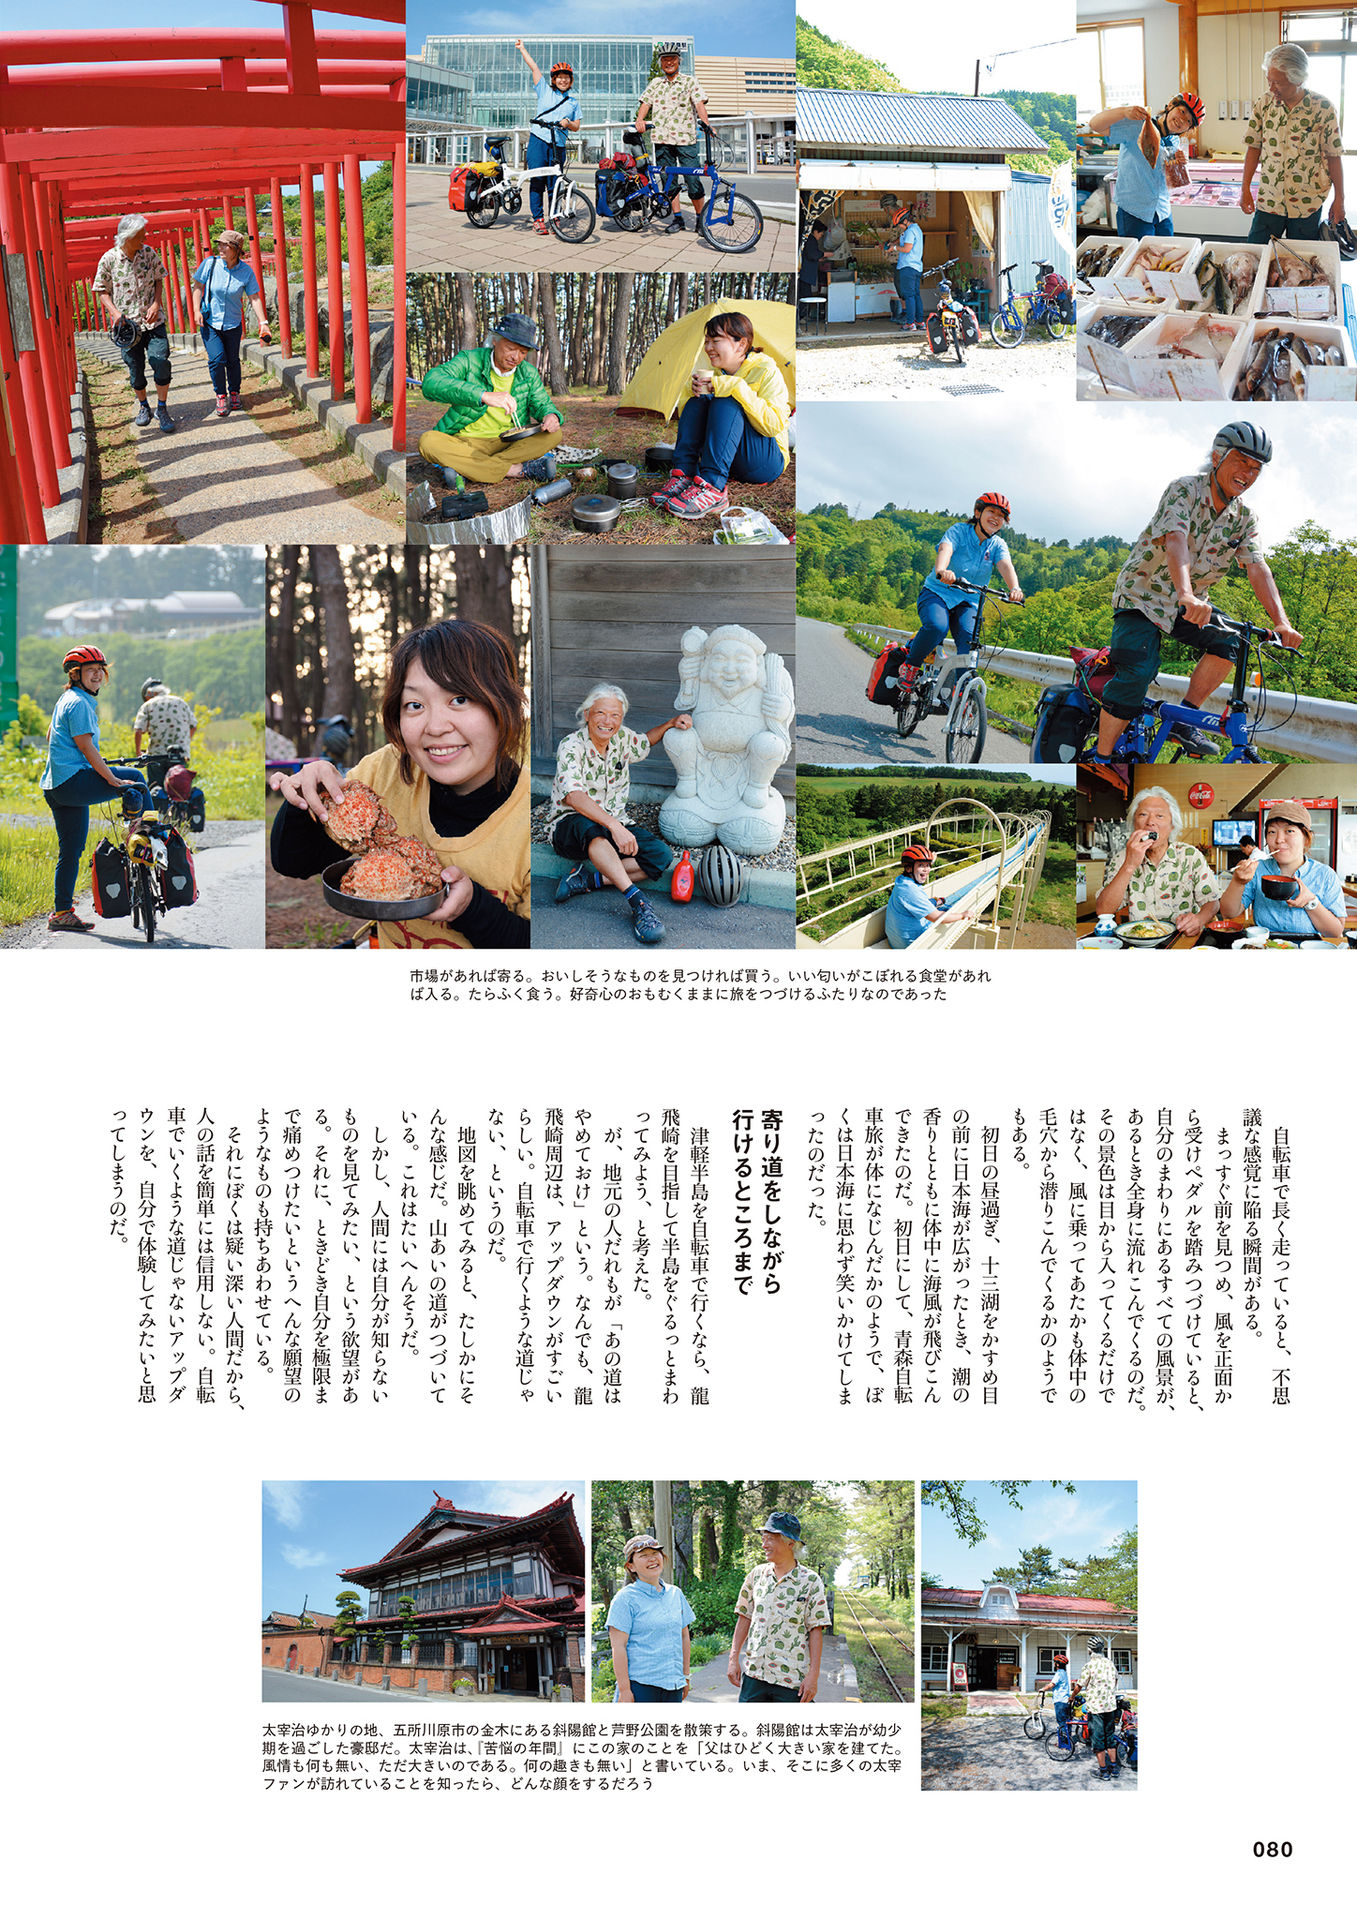 市場があれば寄る。おいしそうなものを見つければ買う。いい匂いがこぼれる食堂があれ
ば入る。たらふく食う。好奇心のおもむくままに旅をつづけるふたりなのであった
自転車で長く走っていると、不思
議な感覚に陥る瞬間がある。
まっすぐ前を見つめ、風を正面か
ら受けペダルを踏みつづけていると、
自分のまわりにあるすべての風景が、
あるとき全身に流れこんでくるのだ。
その景色は目から入ってくるだけで
はなく、風に乗ってあたかも体中の
毛穴から潜りこんでくるかのようで
もある。
初日の昼過ぎ、十三湖をかすめ目
の前に日本海が広がったとき、潮の
香りとともに体中に海風が飛びこん
できたのだ。初日にして、青森自転
車旅が体になじんだかのようで、ぼ
くは日本海に思わず笑いかけてしま
ったのだった。
寄り道をしながら
行けるところまで
津軽半島を自転車で行くなら、龍
飛崎を目指して半島をぐるっとまわ
ってみよう、と考えた。
が、地元の人だれもが「あの道は
やめておけ」という。なんでも、龍
飛崎周辺は、アップダウンがすごい
らしい。自転車で行くような道じゃ
ない、というのだ。
地図を眺めてみると、たしかにそ
んな感じだ。山あいの道がつづいて
いる。これはたいへんそうだ。
しかし、人間には自分が知らない
ものを見てみたい、という欲望があ
る。それに、ときどき自分を極限ま
で痛めつけたいというへんな願望の
ようなものも持ちあわせている。
それにぼくは疑い深い人間だから、
人の話を簡単には信用しない。自転
車でいくような道じゃないアップダ
ウンを、自分で体験してみたいと思
ってしまうのだ。
太宰治ゆかりの地、五所川原市の金木にある斜陽館と芦野公園を散策する。斜陽館は太宰治が幼少
期を過ごした豪邸だ。太宰治は、『苦悩の年間』にこの家のことを「父はひどく大きい家を建てた。
風情も何も無い、ただ大きいのである。何の趣きも無い」と書いている。いま、そこに多くの太宰
ファンが訪れていることを知ったら、どんな顔をするだろう
080